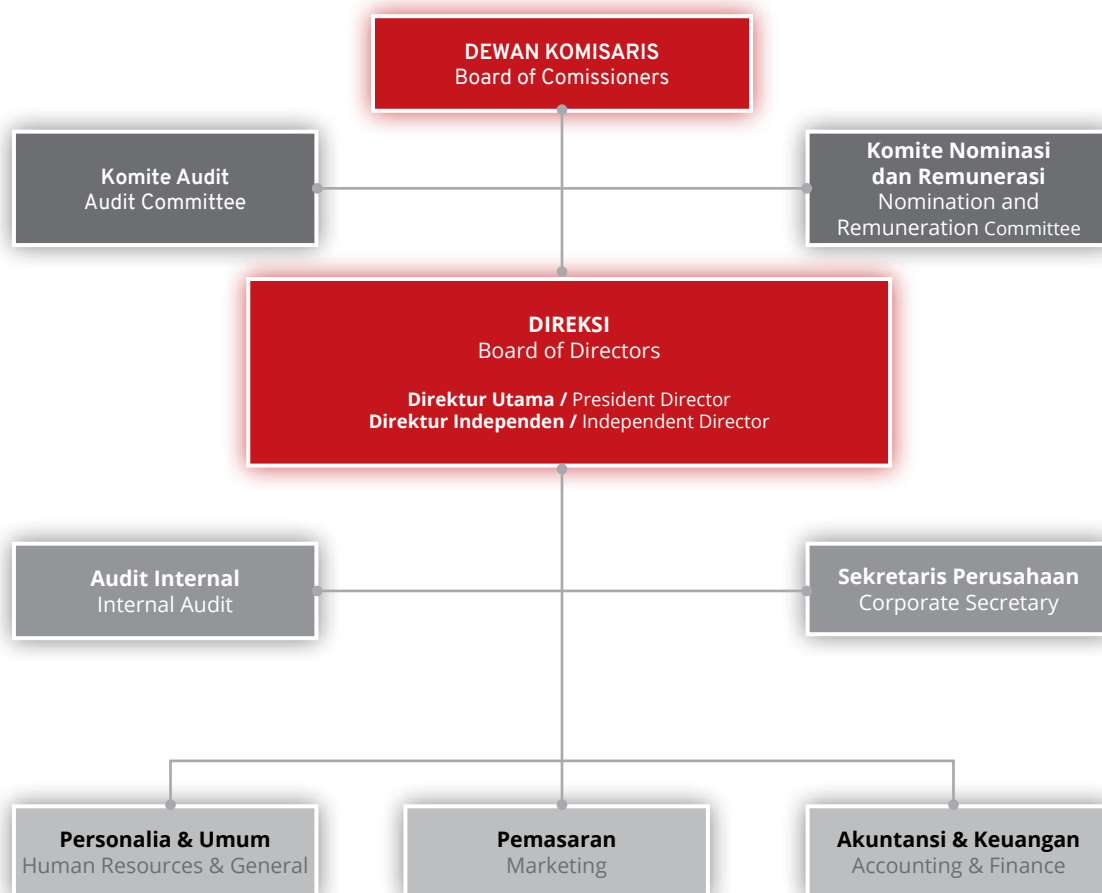 DEWAN KOMISARIS
Board of Comissioners
Komite Audit
Audit Committee
Komite Nominasi
dan Remunerasi
Nomination and
Remuneration Committee
DIREKSI
Board of Directors
Direktur Utama / President Director
Direktur Independen / Independent Director
Audit Internal
Internal Audit
Sekretaris Perusahaan
Corporate Secretary
Personalia & Umum
Human Resources & General
Pemasaran
Marketing
Akuntansi & Keuangan
Accounting & Finance